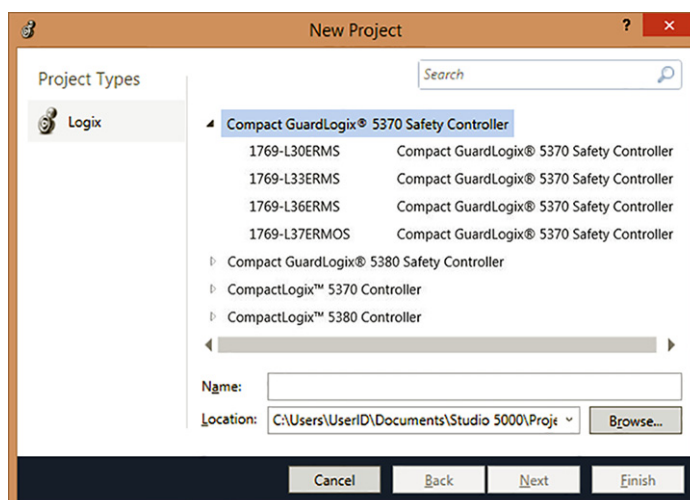 New Project
?
Project Types
Search
Logix
Compact GuardLogix® 5370 Safety Controller
1769-L30ERMS Compact GuardLogix® 5370 Safety Controller
1769-L33ERMS Compact GuardLogix® 5370 Safety Controller
1769-L36ERMS Compact GuardLogix® 5370 Safety Controller
1769-L37ERMOS Compact GuardLogix® 5370 Safety Controller
Compact GuardLogix® 5380 Safety Controller
CompactLogix™ 5370 Controller
CompactLogix™ 5380 Controller
Name:
Location: C:\Users\UserID\Documents\Studio 5000\Proje Browse...
Cancel Back Next Finish